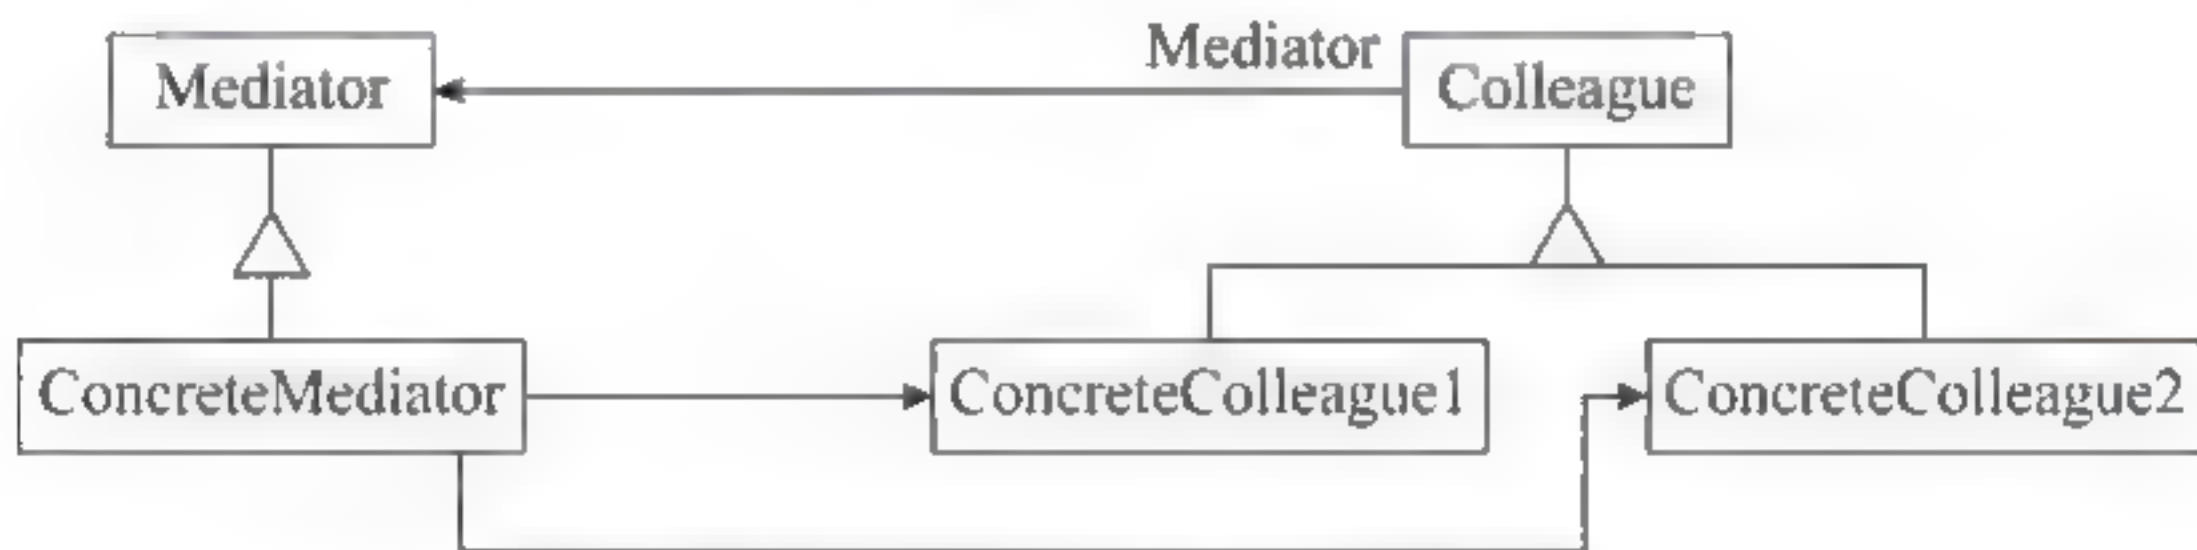 Mediator
Mediator
Colleague
ConcreteMediator
ConcreteColleague1
ConcreteColleague2